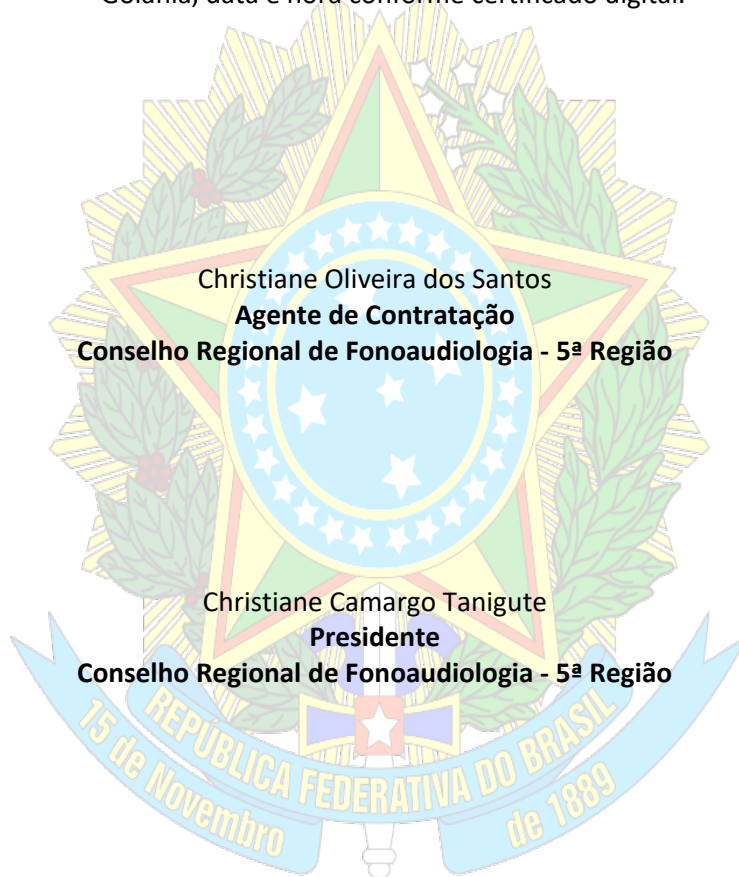 Goiânia, data e hora conforme certificado digital.
Christiane Oliveira dos Santos
Agente de Contratação
Conselho Regional de Fonoaudiologia - 5ª Região
Christiane Camargo Tanigute
Presidente
Conselho Regional de Fonoaudiologia - 5ª Região
REPÚBLICA FEDERATIVA DO BRASIL
15 de Novembro de 1889